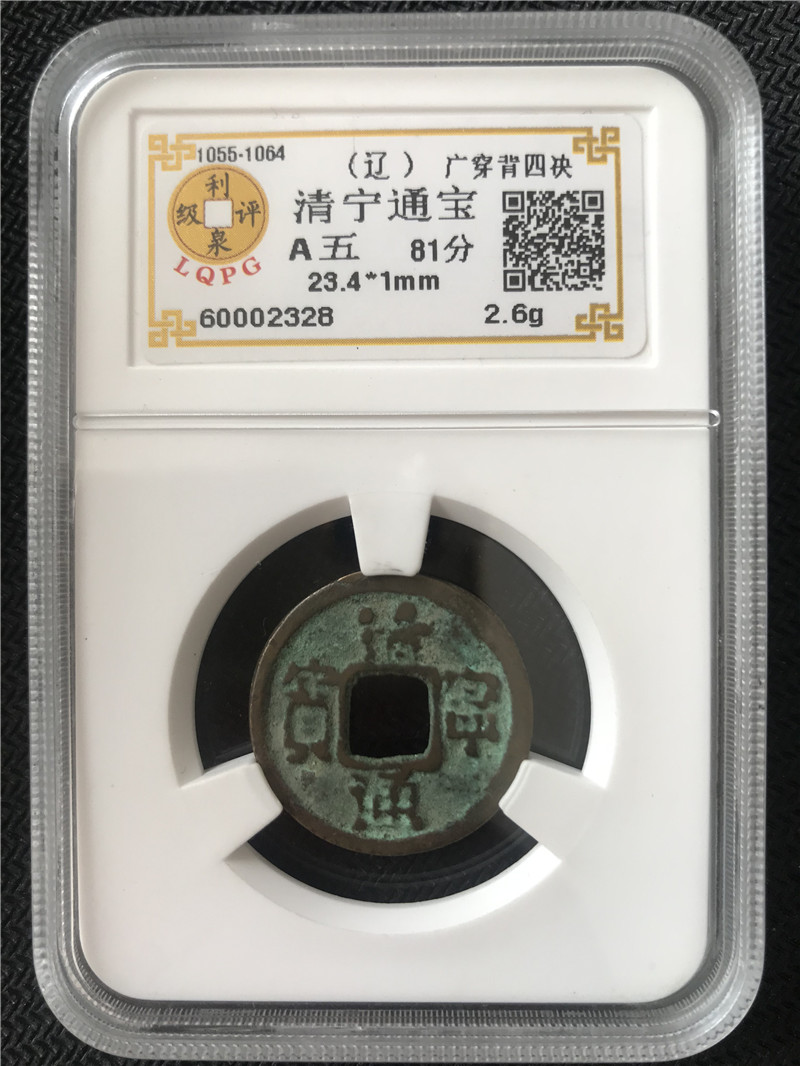 1055-1064
（辽） 广穿背四决
利
级 评
泉
LQPG
清宁通宝
A五 81分
23.4*1mm
60002328 2.6g
清
寳 寧
通